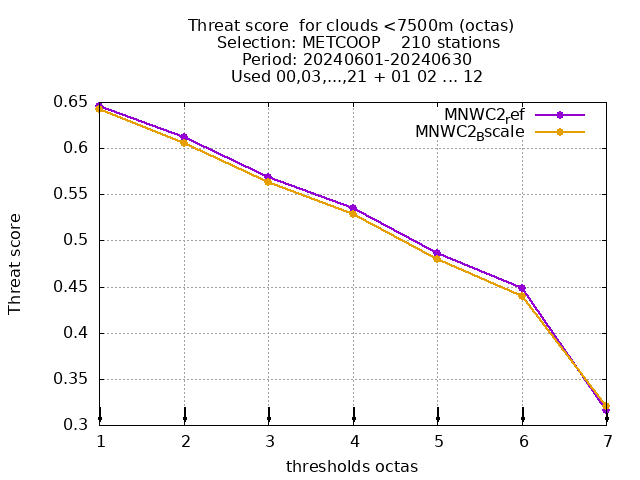 Threat score  for clouds <7500m (octas)
Selection: METCOOP    210 stations
Period: 20240601-20240630
Used 00,03,...,21 + 01 02 ... 12
MNWC2ref
MNWC2Bscale
0.65
0.6
0.55
0.5
0.45
0.4
0.35
0.3
Threat score
1 2 3 4 5 6 7
thresholds octas